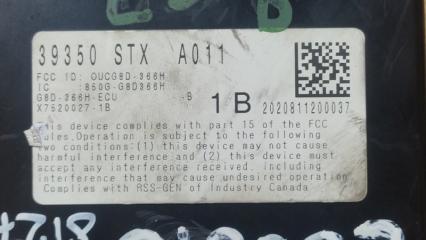 B
39350 STX A011
FCC ID: OUCG8D-366H
IC :850G-G8D366H
G8D-366H-ECU -B
X7520027-1B
1B 2020811200037
This device complies with part 15 of the FCC
Rules.Operation is subject to the following
two conditions:(1) this device may not cause
harmful interference and (2) this device must
accept any interference received, including
interference that may cause undesired operation
Complies with RSS-GEN of Industry Canada